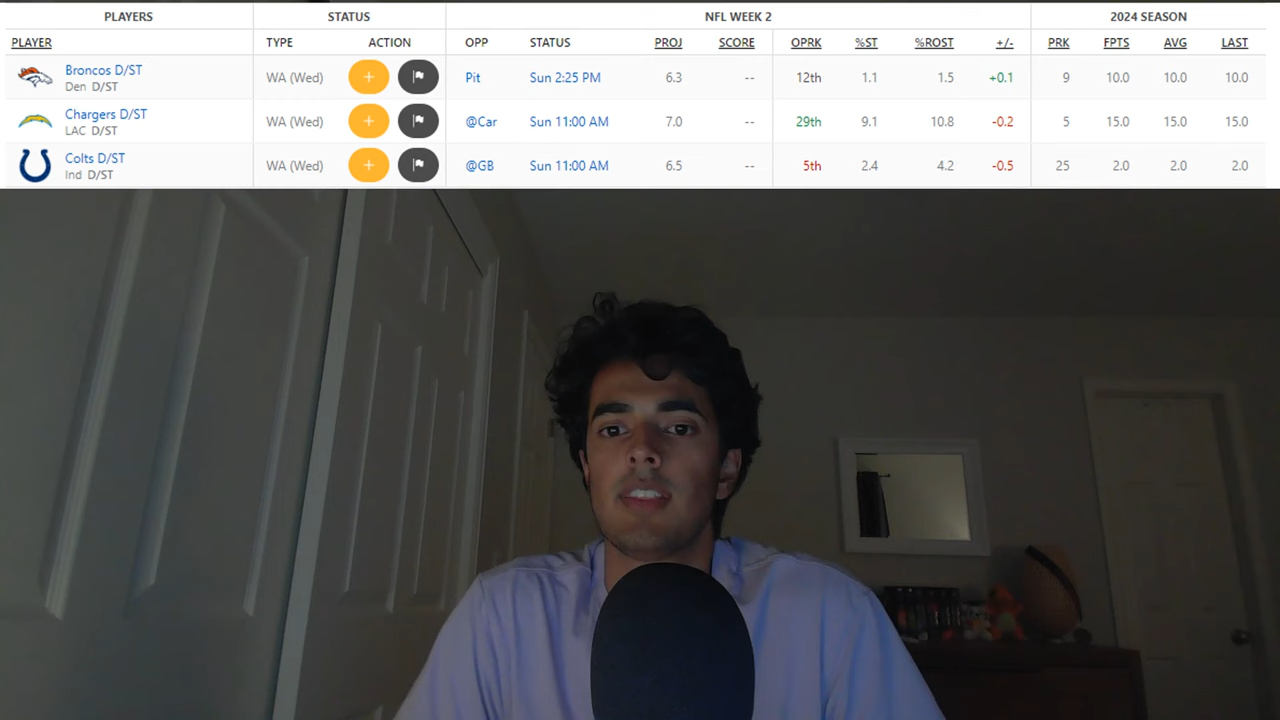 PLAYERS STATUS NFL WEEK 2 2024 SEASON
PLAYER TYPE ACTION OPP STATUS PROJ SCORE OPRK %ST %ROST +/- PRK FPTS AVG LAST
Broncos D/ST
Den D/ST
WA (Wed) Pit Sun 2:25 PM 6.3 -- 12th 1.1 1.5 +0.1 9 10.0 10.0 10.0
Chargers D/ST
LAC D/ST
WA (Wed) @Car Sun 11:00 AM 7.0 -- 29th 9.1 10.8 -0.2 5 15.0 15.0 15.0
Colts D/ST
Ind D/ST
WA (Wed) @GB Sun 11:00 AM 6.5 -- 5th 2.4 4.2 -0.5 25 2.0 2.0 2.0